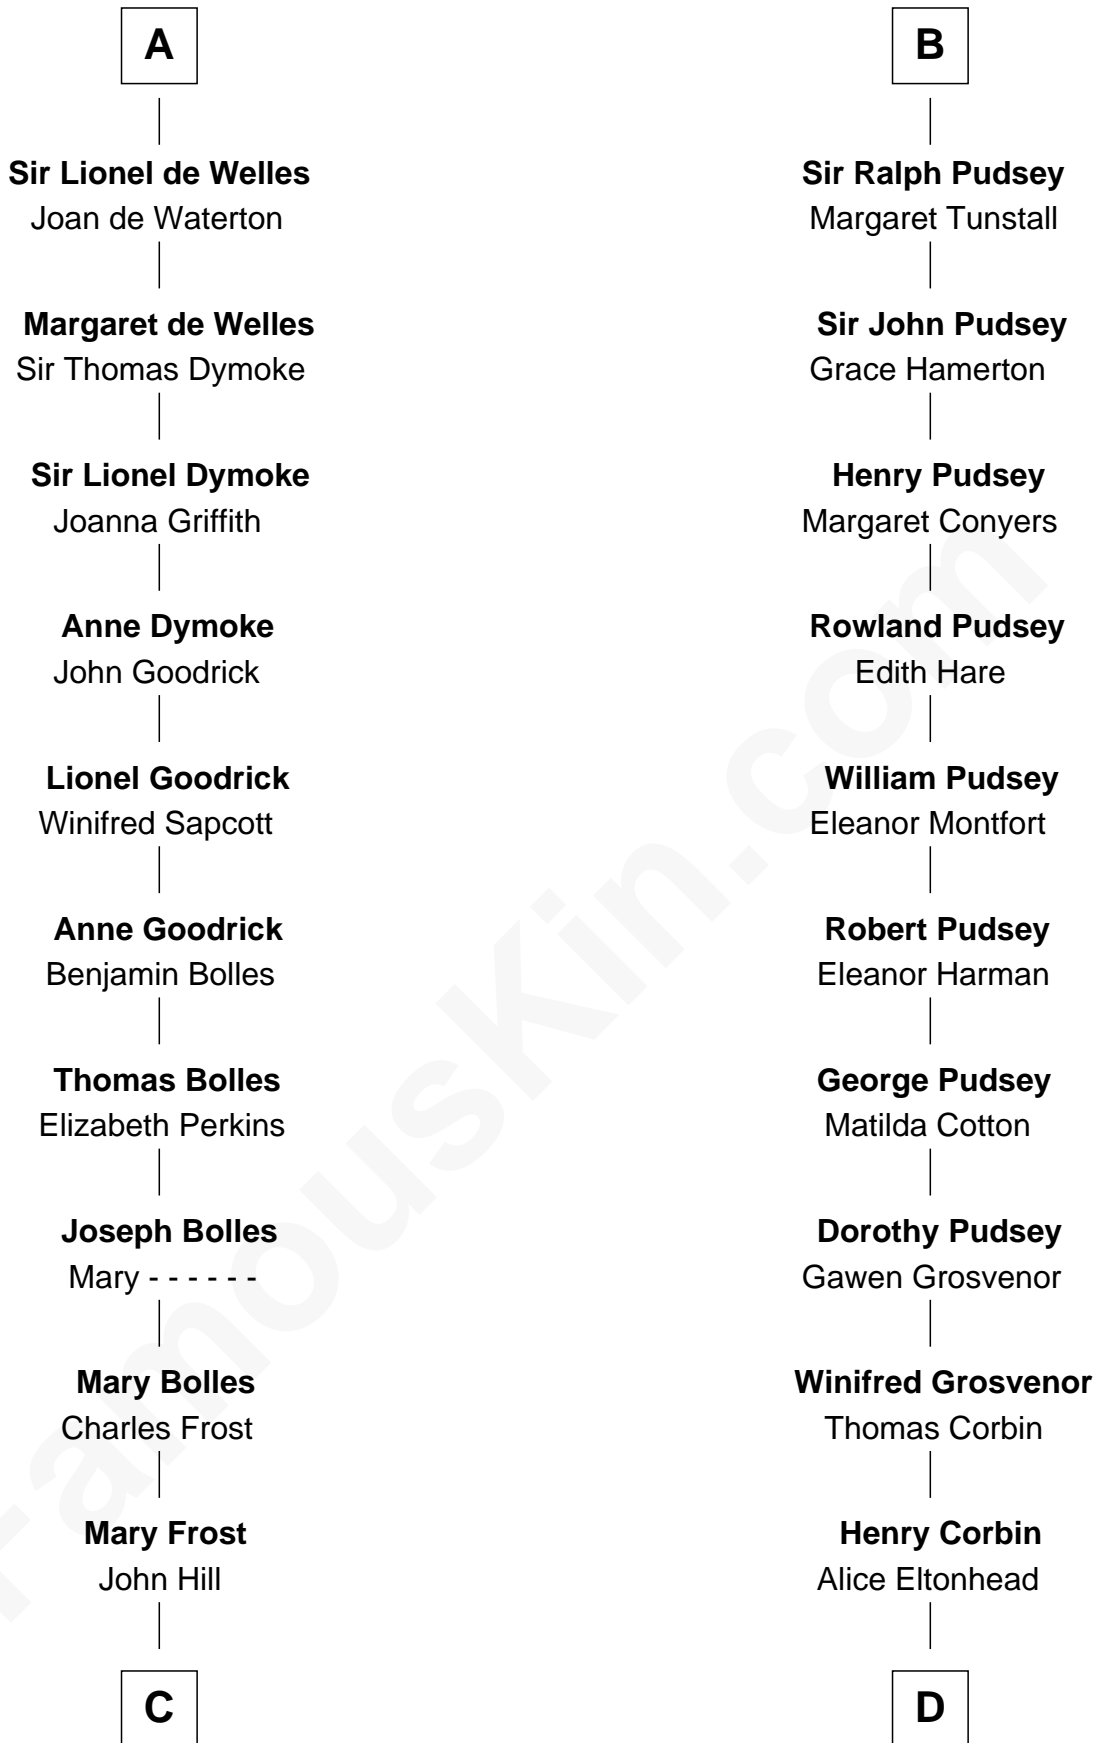 A
Sir Lionel de Welles
Joan de Waterton
Margaret de Welles
Sir Thomas Dymoke
Sir Lionel Dymoke
Joanna Griffith
Anne Dymoke
John Goodrick
Lionel Goodrick
Winifred Sapcott
Anne Goodrick
Benjamin Bolles
Thomas Bolles
Elizabeth Perkins
Joseph Bolles
Mary - - - - - -
Mary Bolles
Charles Frost
Mary Frost
John Hill
C
B
Sir Ralph Pudsey
Margaret Tunstall
Sir John Pudsey
Grace Hamerton
Henry Pudsey
Margaret Conyers
Rowland Pudsey
Edith Hare
William Pudsey
Eleanor Montfort
Robert Pudsey
Eleanor Harman
George Pudsey
Matilda Cotton
Dorothy Pudsey
Gawen Grosvenor
Winifred Grosvenor
Thomas Corbin
Henry Corbin
Alice Eltonhead
D
FamousKin.com